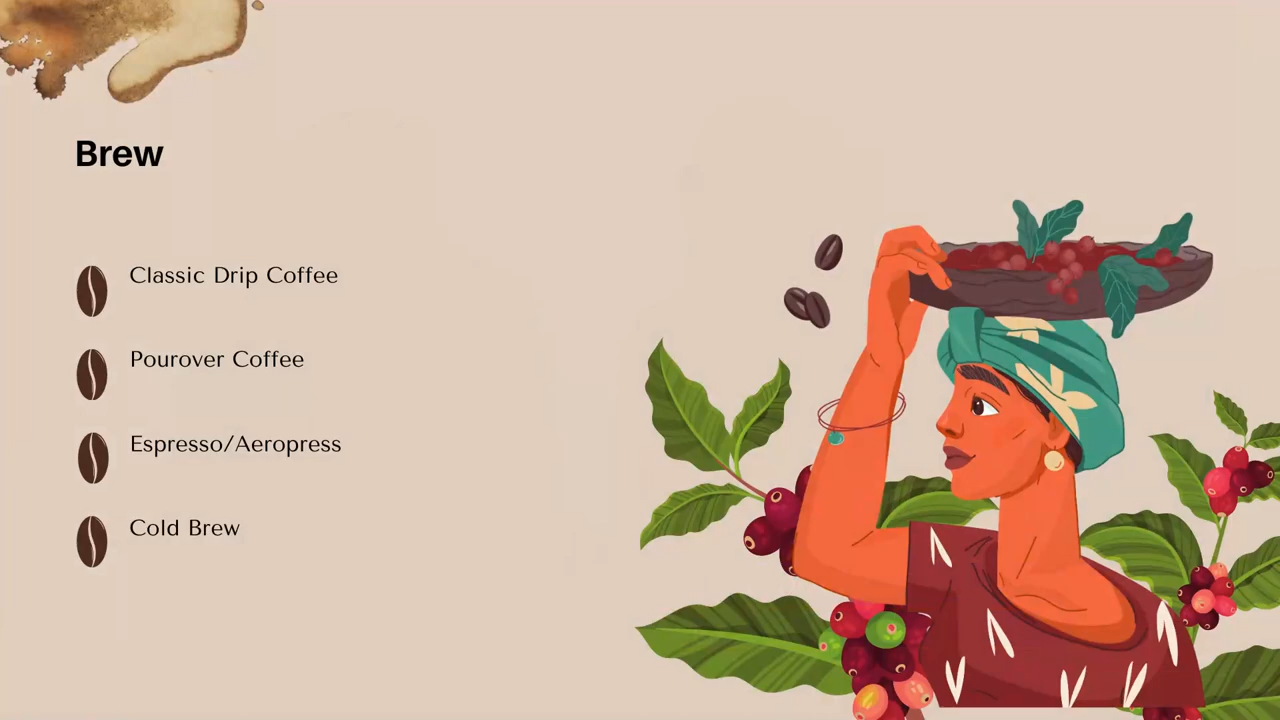 Brew
Classic Drip Coffee
Pourover Coffee
Espresso/Aeropress
Cold Brew